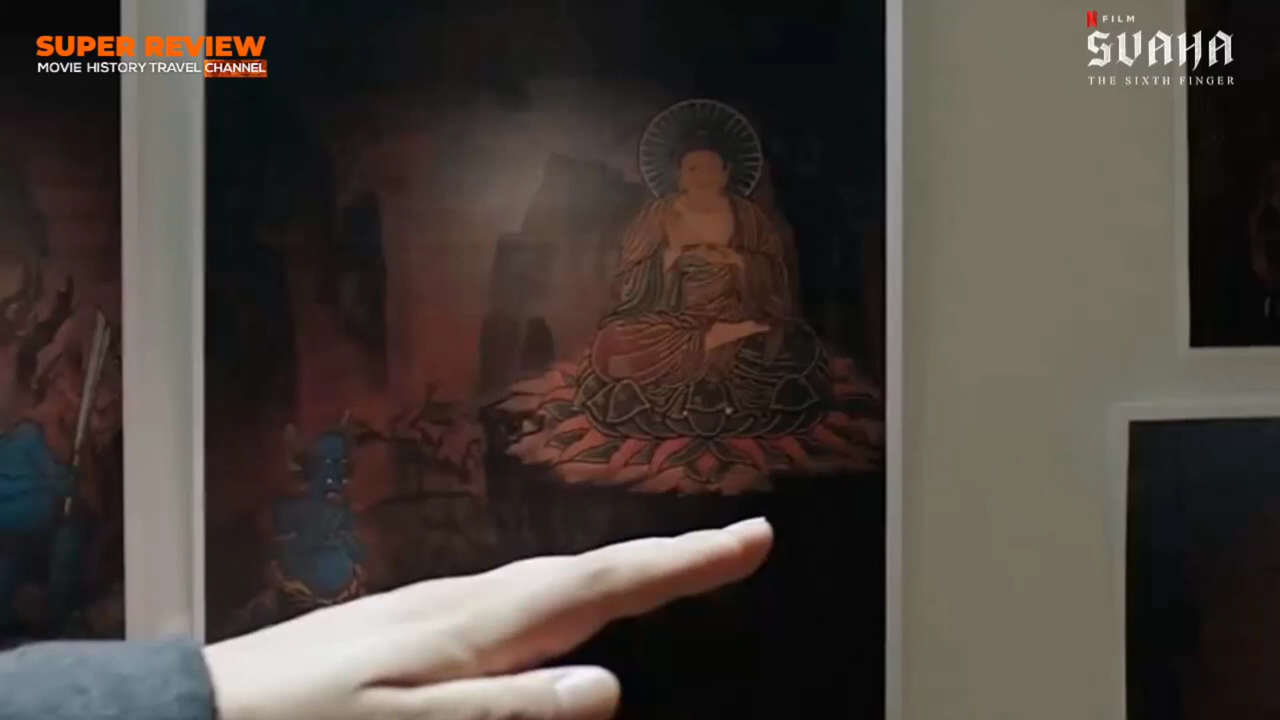 SUPER REVIEW
MOVIE HISTORY TRAVEL CHANNEL
N FILM
SVAHA
THE SIXTH FINGER